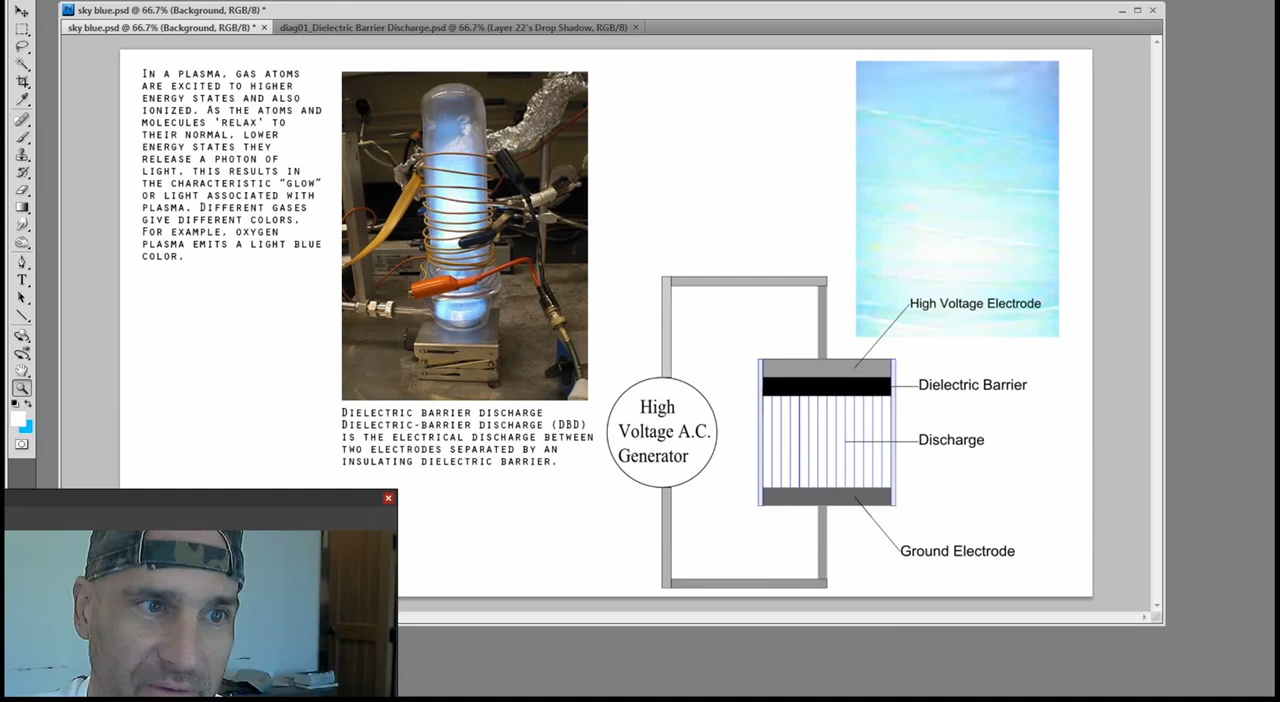 sky blue.psd @ 66.7% (Background, RGB/8) *
sky blue.psd @ 66.7% (Background, RGB/8) * ×
diag01_Dielectric Barrier Discharge.psd @ 66.7% (Layer 22's Drop Shadow, RGB/8) ×
In a plasma, gas atoms
are excited to higher
energy states and also
ionized. As the atoms and
molecules 'relax' to
their normal, lower
energy states they
release a photon of
light, this results in
the characteristic “glow”
or light associated with
plasma. Different gases
give different colors.
For example, oxygen
plasma emits a light blue
color.
Dielectric barrier discharge
Dielectric-barrier discharge (DBD)
is the electrical discharge between
two electrodes separated by an
insulating dielectric barrier.
High
Voltage A.C.
Generator
High Voltage Electrode
Dielectric Barrier
Discharge
Ground Electrode